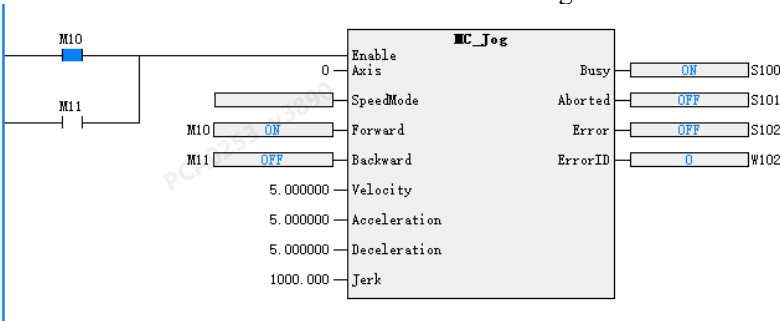 M10
MC_Jog
Enable
0 Axis Busy ON S100
M11
SpeedMode Aborted OFF S101
M10 ON Forward Error OFF S102
M11 OFF Backward ErrorID 0 W102
5.000000 Velocity
5.000000 Acceleration
5.000000 Deceleration
1000.000 Jerk